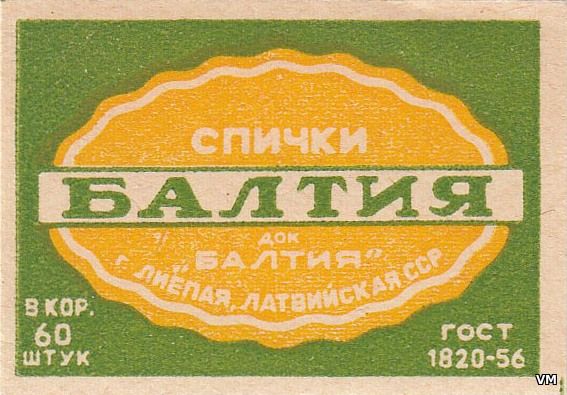 СПИЧКИ
БАЛТИЯ
ДОК
"БАЛТИЯ"
г. ЛИЕПАЯ, ЛАТВИЙСКАЯ ССР
В КОР.
60
ШТУК
ГОСТ
1820-56
VM